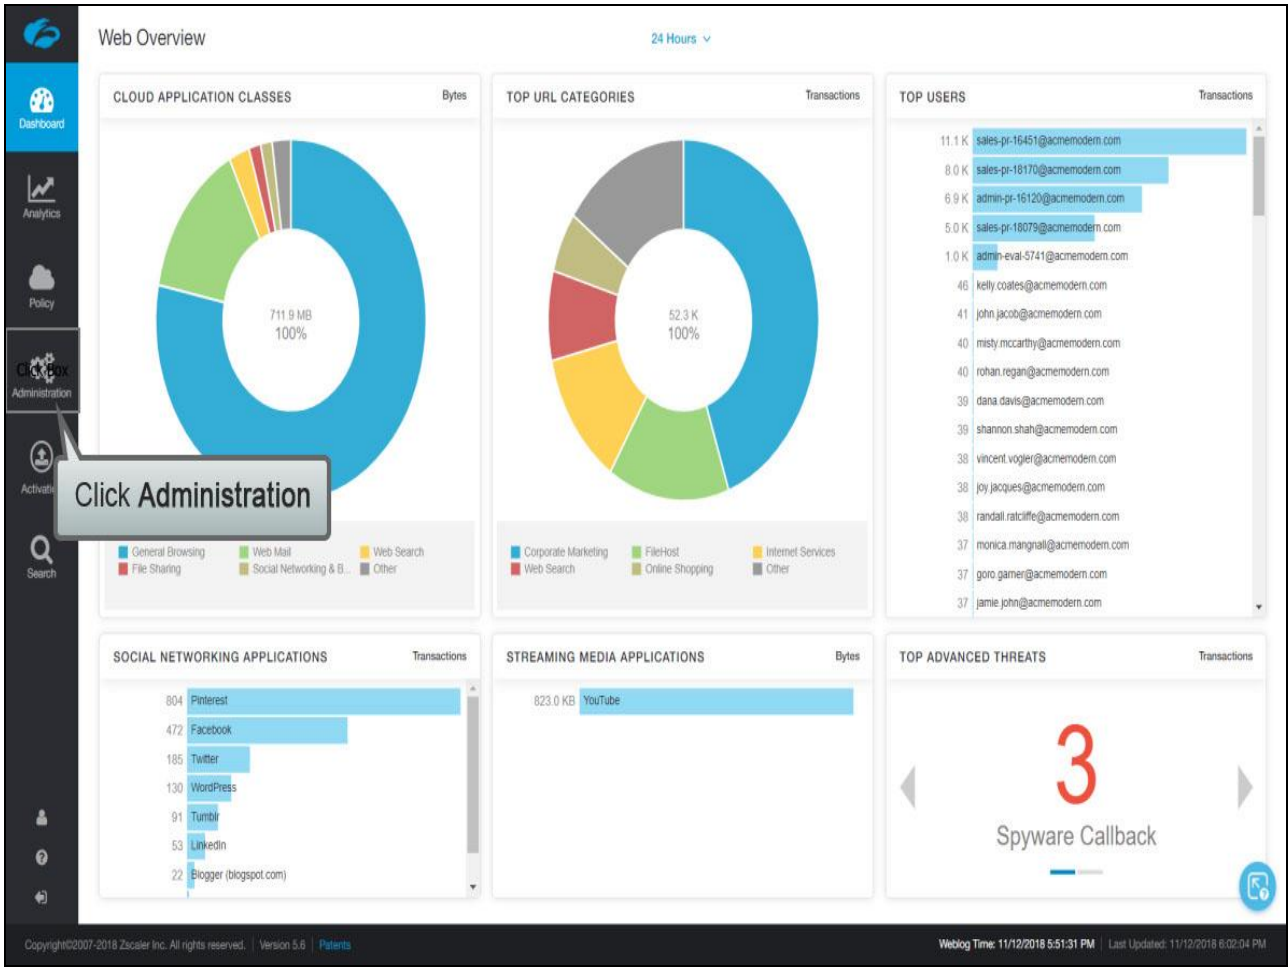 Web Overview
24 Hours
Dashboard
Analytics
Policy
Click Box
Administration
Activation
Search
Click Administration
CLOUD APPLICATION CLASSES Bytes
711.9 MB
100%
General Browsing Web Mail Web Search
File Sharing Social Networking & B... Other
TOP URL CATEGORIES Transactions
52.3 K
100%
Corporate Marketing FileHost Internet Services
Web Search Online Shopping Other
TOP USERS Transactions
11.1 K sales-pr-16451@acmemodern.com
8.0 K sales-pr-18170@acmemodern.com
6.9 K admin-pr-16120@acmemodern.com
5.0 K sales-pr-18079@acmemodern.com
1.0 K admin-eval-5741@acmemodern.com
46 kelly.coates@acmemodern.com
41 john.jacob@acmemodern.com
40 misty.mccarthy@acmemodern.com
40 rohan.regan@acmemodern.com
39 dana.davis@acmemodern.com
39 shannon.shah@acmemodern.com
38 vincent.vogler@acmemodern.com
38 joy.jacques@acmemodern.com
38 randall.ratcliffe@acmemodern.com
37 monica.mangnall@acmemodern.com
37 goro.garner@acmemodern.com
37 jamie.john@acmemodern.com
SOCIAL NETWORKING APPLICATIONS Transactions
804 Pinterest
472 Facebook
185 Twitter
130 WordPress
91 Tumblr
53 LinkedIn
22 Blogger (blogspot.com)
STREAMING MEDIA APPLICATIONS Bytes
823.0 KB YouTube
TOP ADVANCED THREATS Transactions
3
Spyware Callback
Copyright©2007-2018 Zscaler Inc. All rights reserved. | Version 5.6 | Patents
Weblog Time: 11/12/2018 5:51:31 PM | Last Updated: 11/12/2018 6:02:04 PM